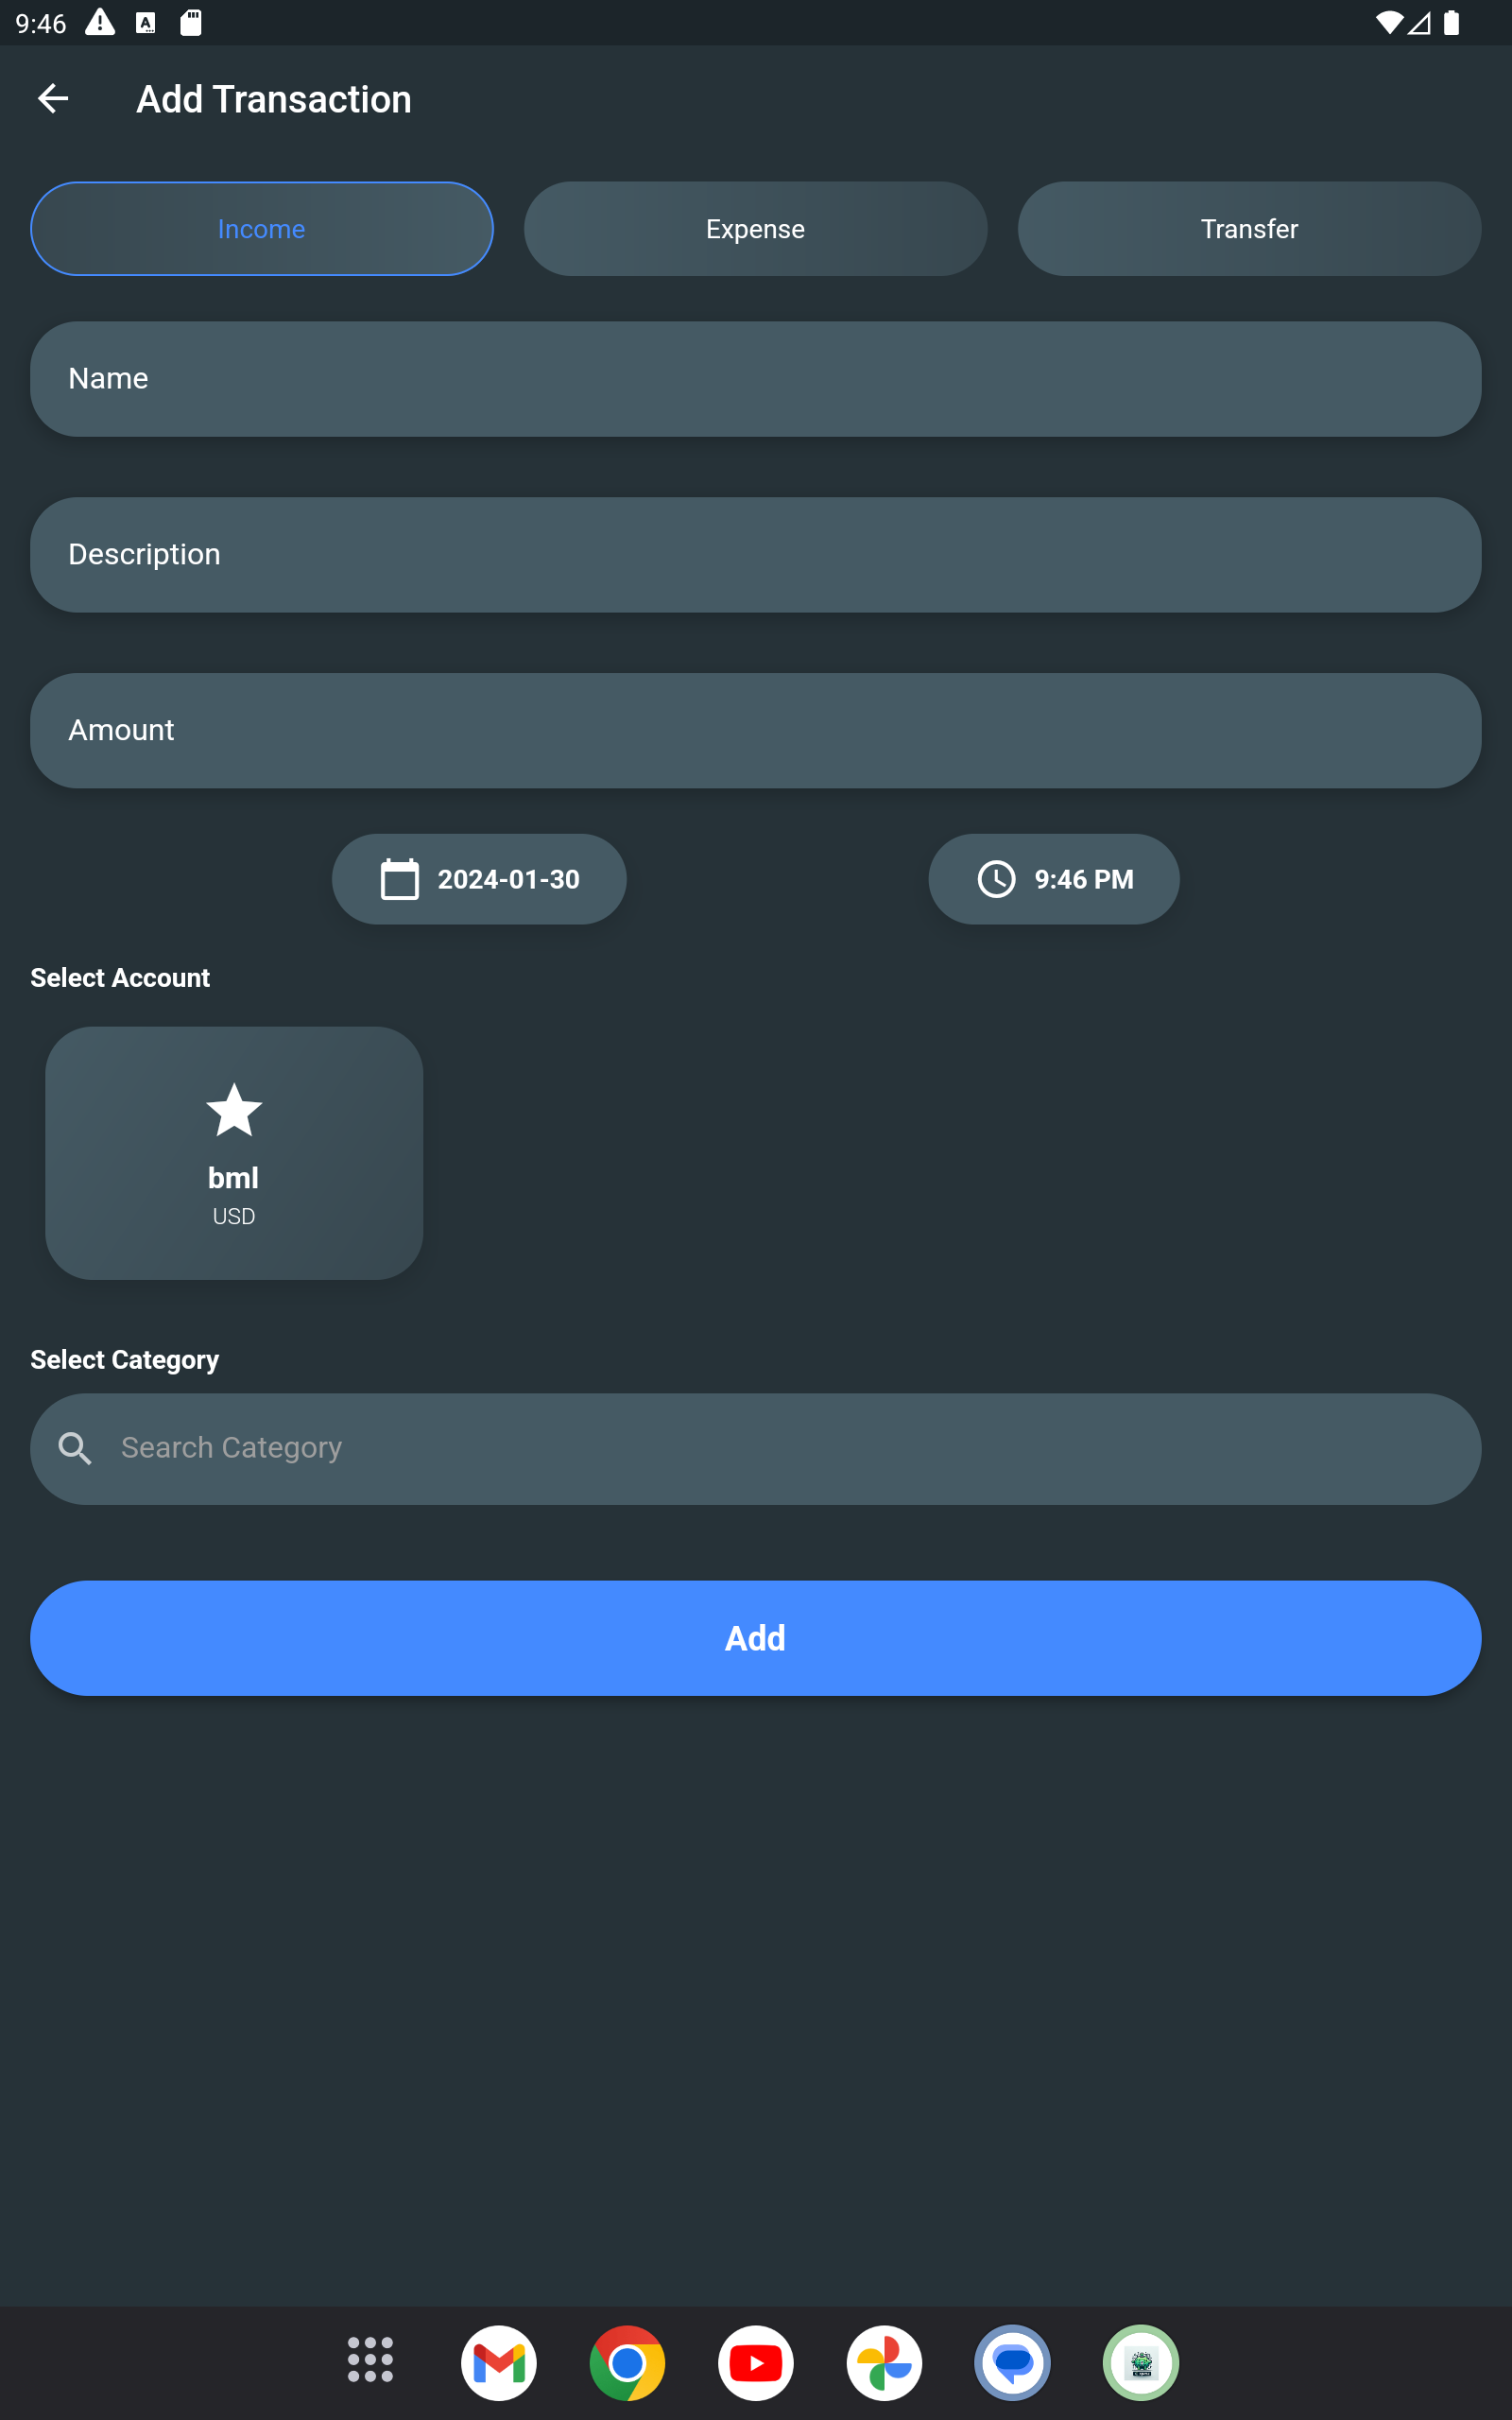 9:46
Add Transaction
Income Expense Transfer
Name
Description
Amount
2024-01-30 9:46 PM
Select Account
bml
USD
Select Category
Search Category
Add